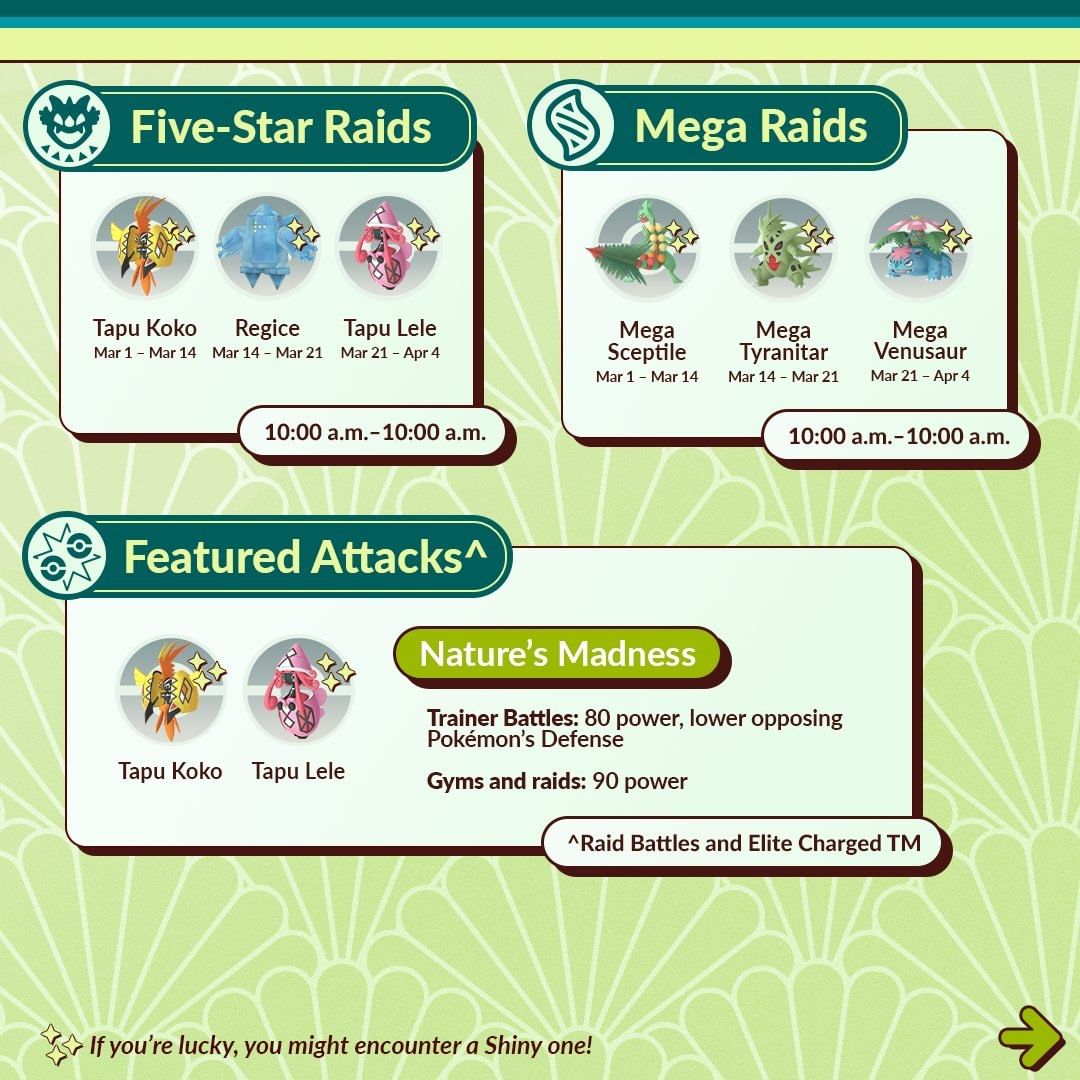 Five-Star Raids
Tapu Koko
Mar 1 – Mar 14
Regice
Mar 14 – Mar 21
Tapu Lele
Mar 21 – Apr 4
10:00 a.m.–10:00 a.m.
Mega Raids
Mega
Sceptile
Mar 1 – Mar 14
Mega
Tyranitar
Mar 14 – Mar 21
Mega
Venusaur
Mar 21 – Apr 4
10:00 a.m.–10:00 a.m.
Featured Attacks^
Tapu Koko
Tapu Lele
Nature’s Madness
Trainer Battles: 80 power, lower opposing
Pokémon’s Defense
Gyms and raids: 90 power
^Raid Battles and Elite Charged TM
If you’re lucky, you might encounter a Shiny one!